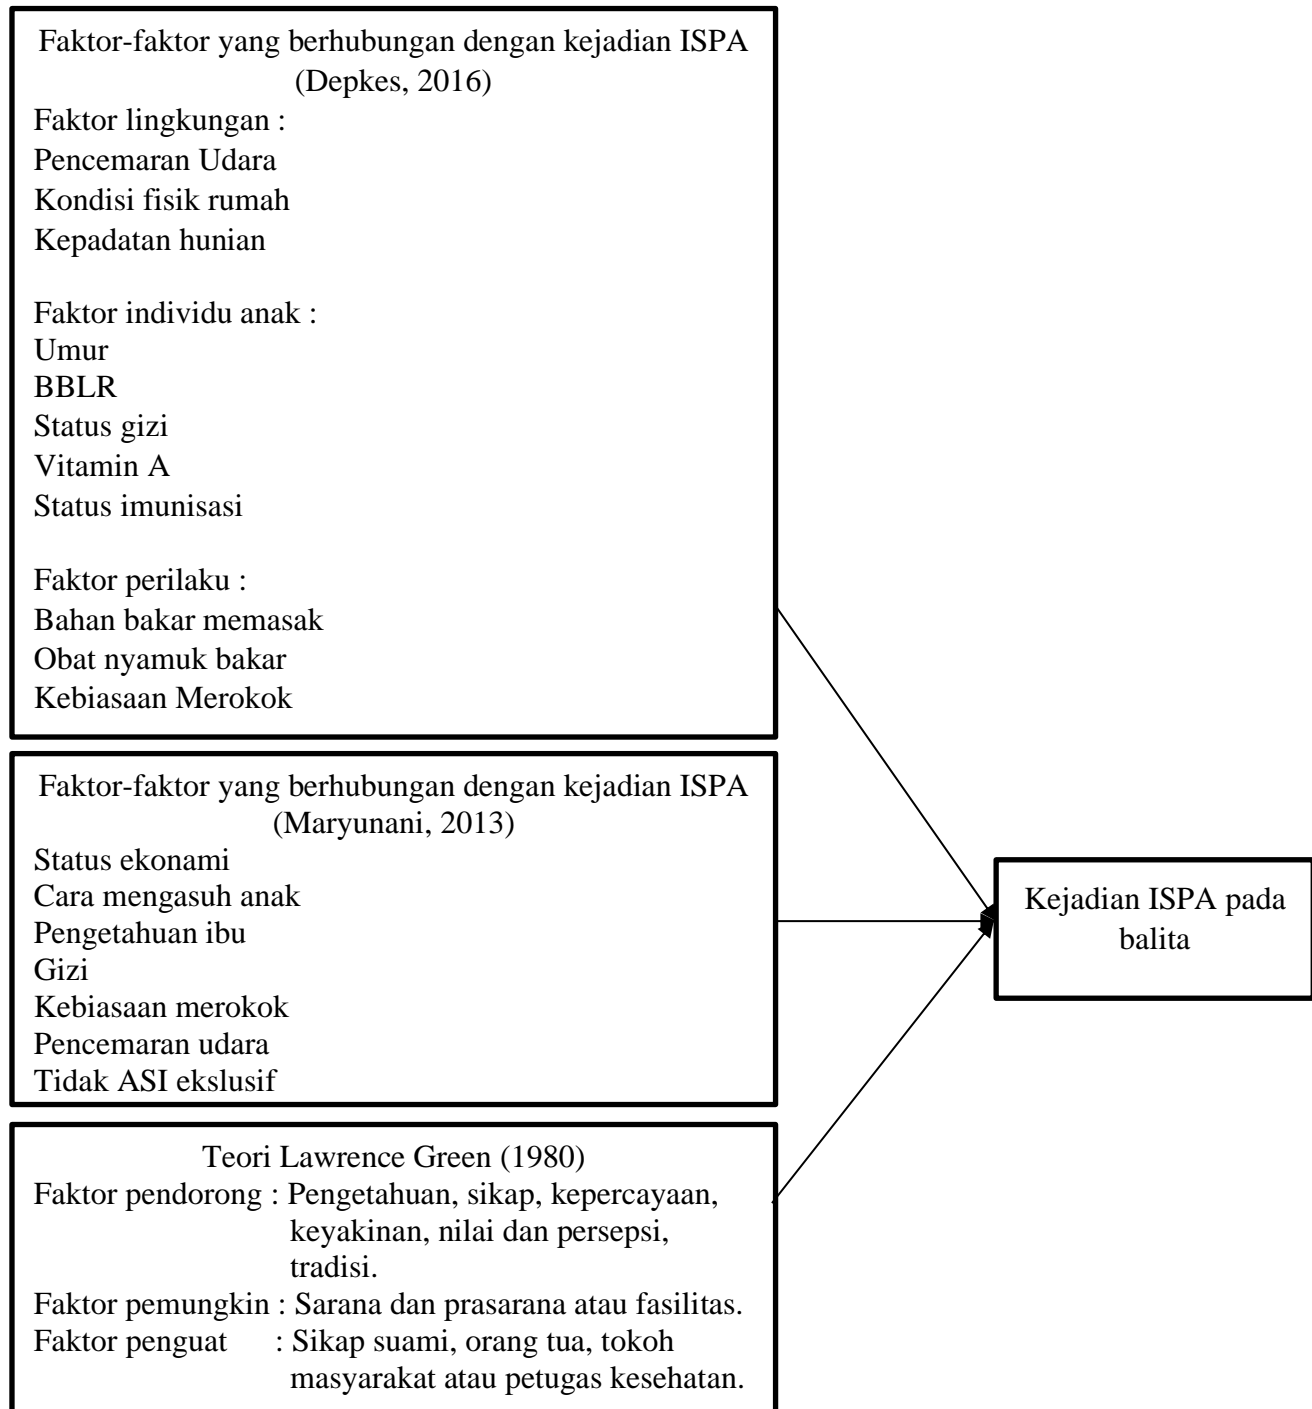 Faktor-faktor yang berhubungan dengan kejadian ISPA
(Depkes, 2016)
Faktor lingkungan :
Pencemaran Udara
Kondisi fisik rumah
Kepadatan hunian
Faktor individu anak :
Umur
BBLR
Status gizi
Vitamin A
Status imunisasi
Faktor perilaku :
Bahan bakar memasak
Obat nyamuk bakar
Kebiasaan Merokok
Faktor-faktor yang berhubungan dengan kejadian ISPA
(Maryunani, 2013)
Status ekonami
Cara mengasuh anak
Pengetahuan ibu
Gizi
Kebiasaan merokok
Pencemaran udara
Tidak ASI ekslusif
Teori Lawrence Green (1980)
Faktor pendorong : Pengetahuan, sikap, kepercayaan,
keyakinan, nilai dan persepsi,
tradisi.
Faktor pemungkin : Sarana dan prasarana atau fasilitas.
Faktor penguat : Sikap suami, orang tua, tokoh
masyarakat atau petugas kesehatan.
Kejadian ISPA pada
balita